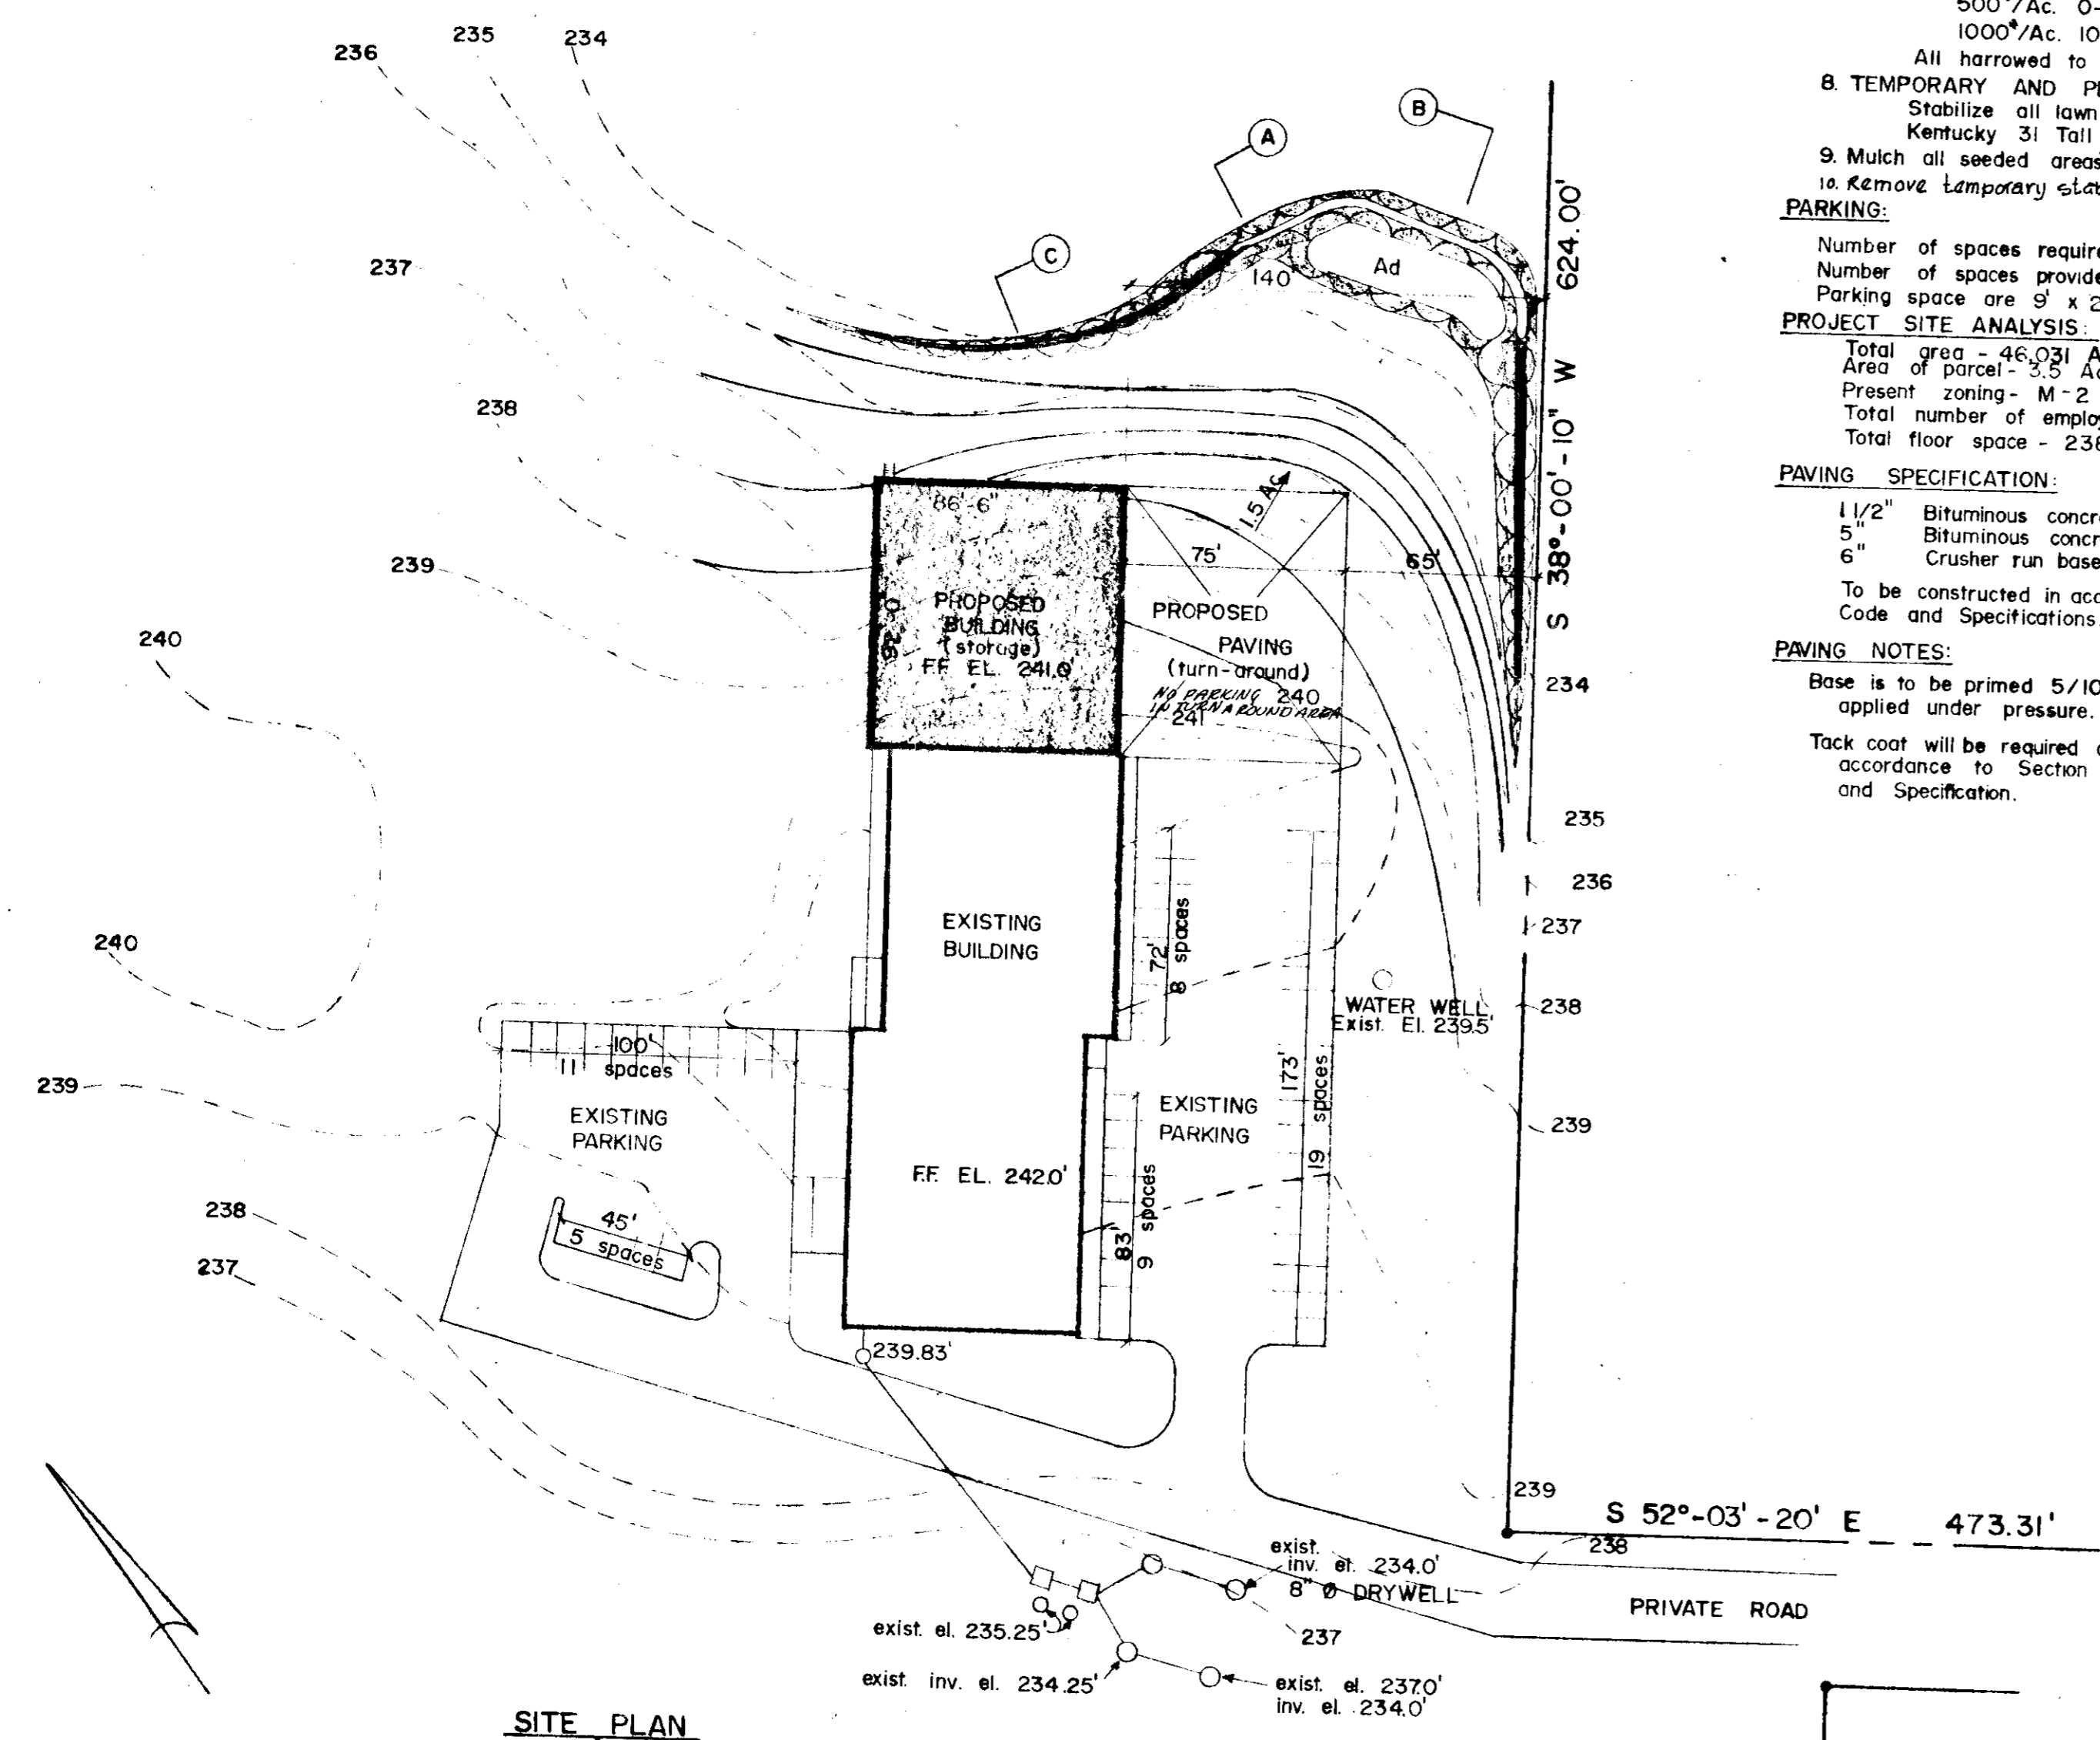 236
235
234
A
B
C
237
238
239
240
240
239
238
237
140'
Ad
624.00'
S 38°-00'-10" W
86'-6"
1.5 Ac.
75'
65'
PROPOSED
BUILDING
(storage)
F.F. EL. 241.0'
PROPOSED
PAVING
(turn-around)
NO PARKING
IN TURNAROUND AREA
240
241
234
235
236
237
238
239
EXISTING
BUILDING
72'
8 spaces
WATER WELL
Exist. El. 239.5'
100'
11 spaces
EXISTING
PARKING
EXISTING
PARKING
173'
19 spaces
F.F. EL. 242.0'
45'
5 spaces
83'
9 spaces
239.83'
239
S 52°-03'-20' E 473.31'
238
exist.
inv. el. 234.0'
8" Ø DRYWELL
PRIVATE ROAD
exist. el. 235.25'
237
exist. inv. el. 234.25'
exist. el. 237.0'
inv. el. 234.0'
SITE PLAN
1000#/Ac. 10
All harrowed to
8. TEMPORARY AND
Stabilize all lawn
Kentucky 31 Tall
9. Mulch all seeded areas
10. Remove temporary
PARKING:
Number of spaces
Number of spaces
Parking space are 9' x
PROJECT SITE ANALYSIS:
Total area - 46.031
Area of parcel - 3.5
Present zoning - M-2
Total number of
Total floor space -
PAVING SPECIFICATION:
1 1/2" Bituminous
5" Bituminous
6" Crusher run base
To be constructed in
Code and Specifications
PAVING NOTES:
Base is to be primed
applied under pressure.
Tack coat will be required
accordance to Section
and Specification.